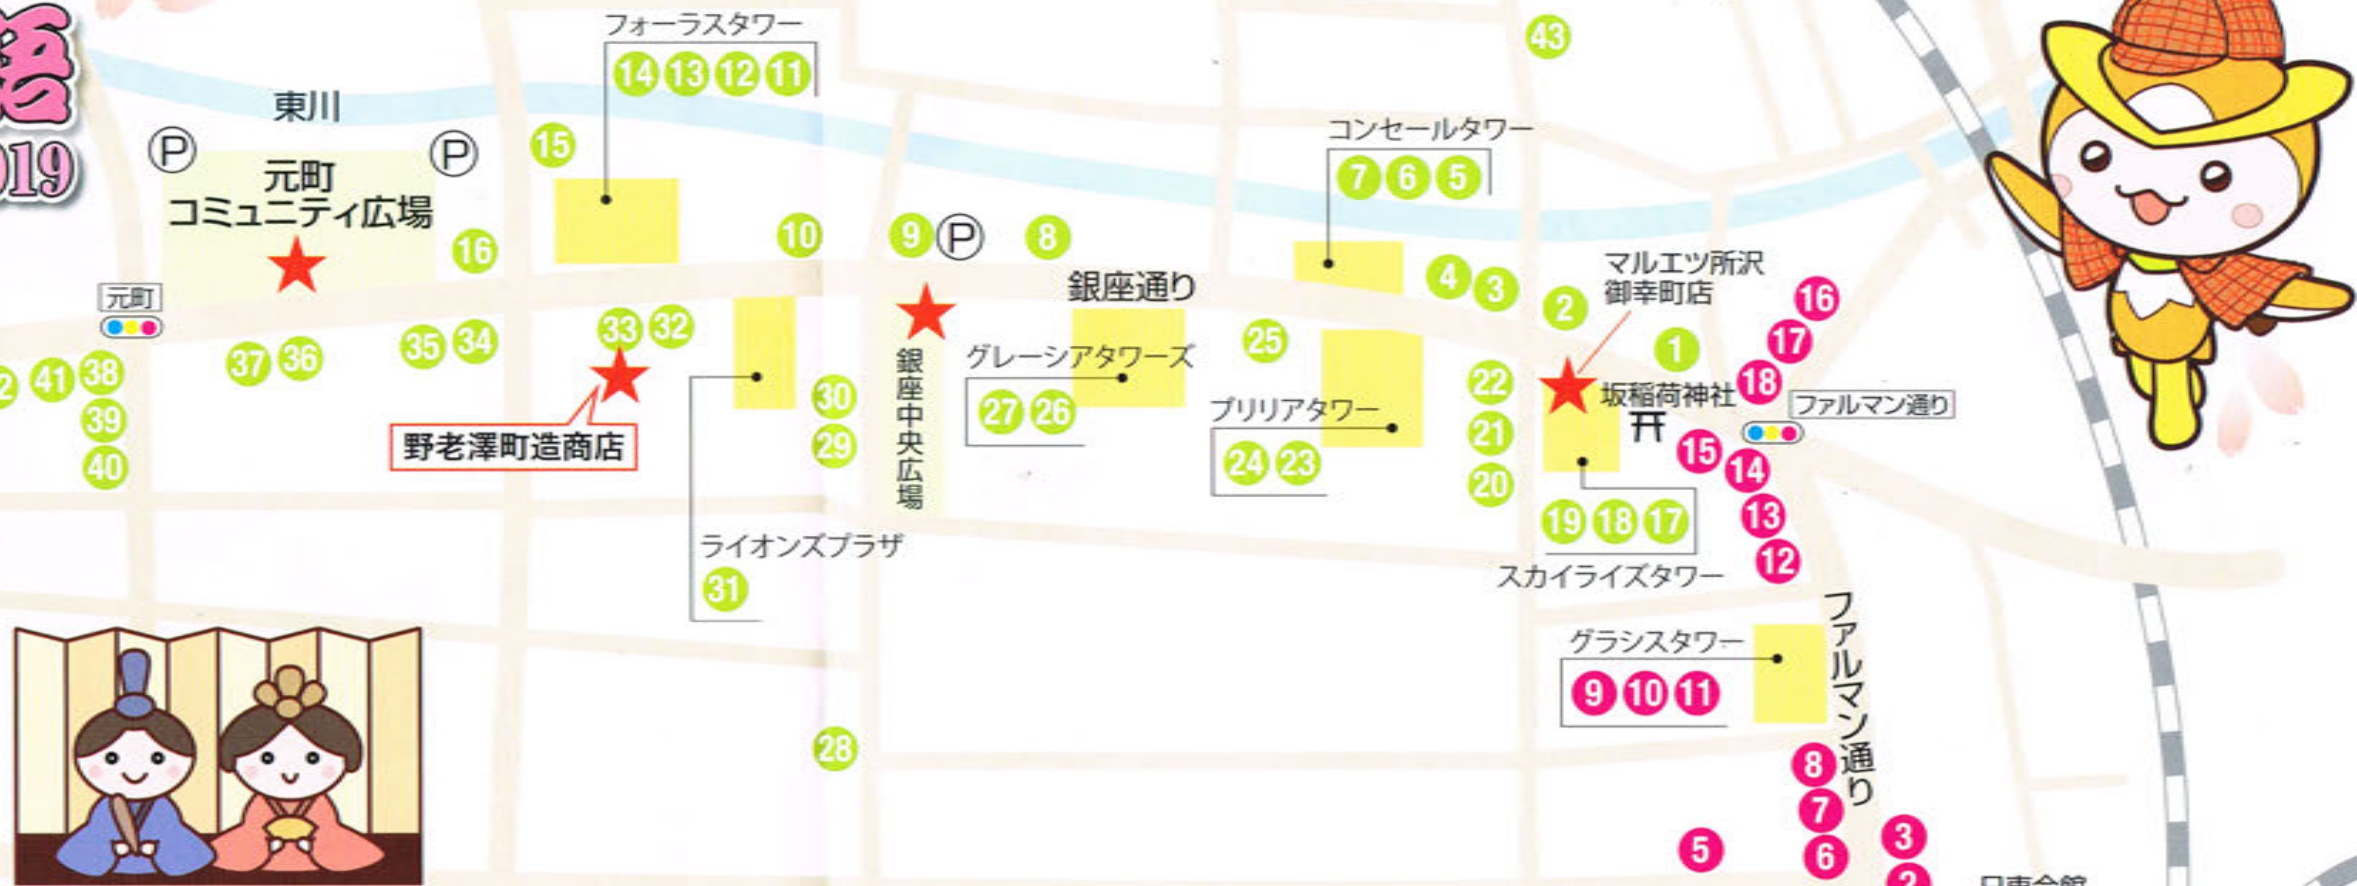 語
019
東川
Ⓟ
Ⓟ
元町
コミュニティ広場
元町
フォーラスタワー
14 13 12 11
15
16
10
9 Ⓟ 8
銀座通り
コンセールタワー
7 6 5
43
4 3 2
マルエツ所沢
御幸町店
1
16
17
18
坂稲荷神社
ファルマン通り
15
14
13
12
37 36
35 34
33 32
野老澤町造商店
41 38
39
40
30
29
銀座中央広場
グレーシアタワーズ
27 26
25
ブリリアタワー
24 23
22
21
20
19 18 17
スカイライズタワー
ライオンズプラザ
31
28
グラシスタワー
9 10 11
ファルマン通り
8
7
6
5
3
2